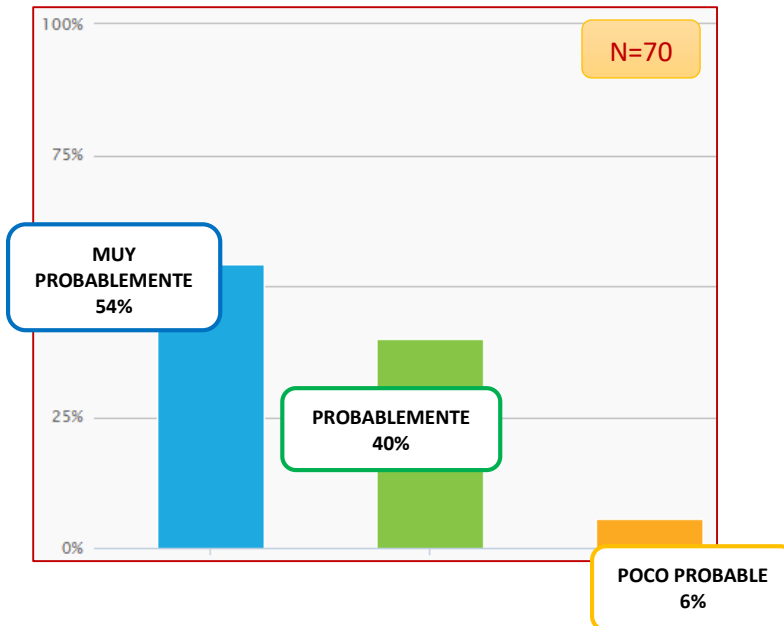 100%
N=70
75%
MUY
PROBABLEMENTE
54%
PROBABLEMENTE
40%
25%
0%
POCO PROBABLE
6%